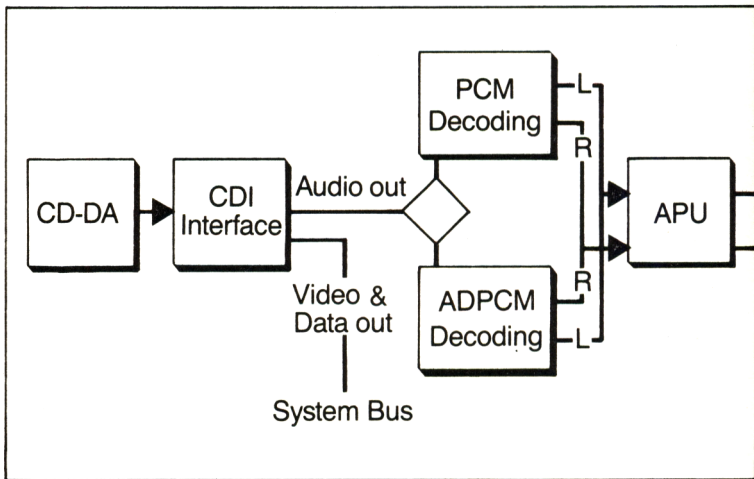 CD-DA
CDI
Interface
Audio out
Video &
Data out
System Bus
PCM
Decoding
L
R
ADPCM
Decoding
R
L
APU